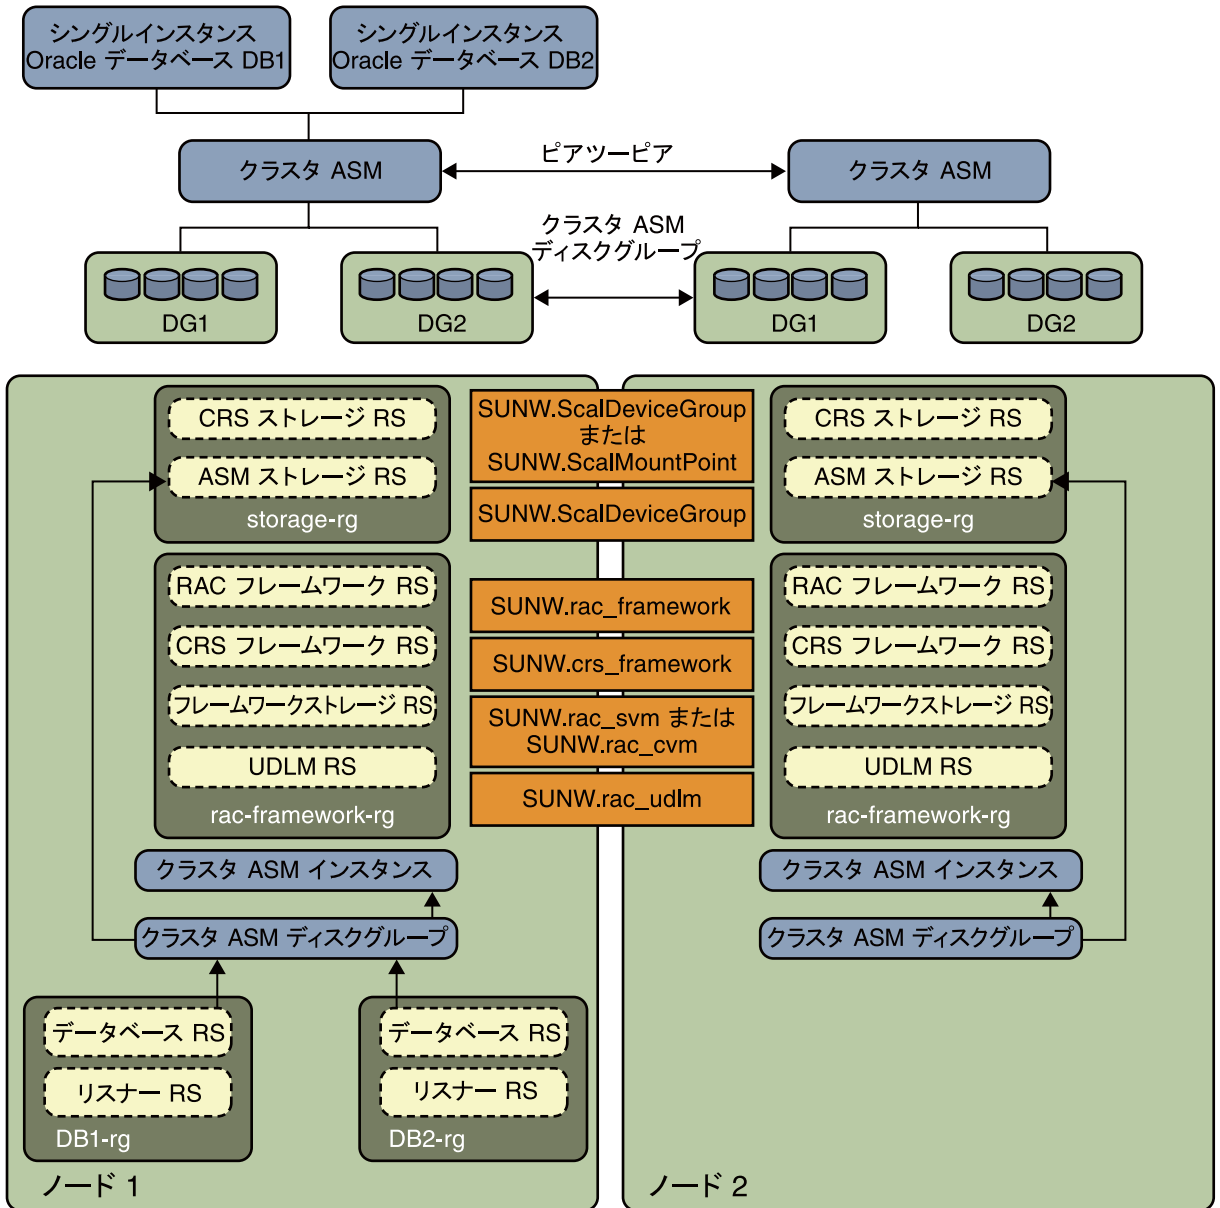 シングルインスタンス
Oracle データベース DB1
シングルインスタンス
Oracle データベース DB2
クラスタ ASM
ピアツーピア
クラスタ ASM
クラスタ ASM
ディスクグループ
DG1
DG2
DG1
DG2
CRS ストレージ RS
ASM ストレージ RS
storage-rg
RAC フレームワーク RS
CRS フレームワーク RS
フレームワークストレージ RS
UDLM RS
rac-framework-rg
クラスタ ASM インスタンス
クラスタ ASM ディスクグループ
データベース RS
リスナー RS
DB1-rg
データベース RS
リスナー RS
DB2-rg
ノード 1
SUNW.ScalDeviceGroup
または
SUNW.ScalMountPoint
SUNW.ScalDeviceGroup
SUNW.rac_framework
SUNW.crs_framework
SUNW.rac_svm または
SUNW.rac_cvm
SUNW.rac_udlm
CRS ストレージ RS
ASM ストレージ RS
storage-rg
RAC フレームワーク RS
CRS フレームワーク RS
フレームワークストレージ RS
UDLM RS
rac-framework-rg
クラスタ ASM インスタンス
クラスタ ASM ディスクグループ
ノード 2